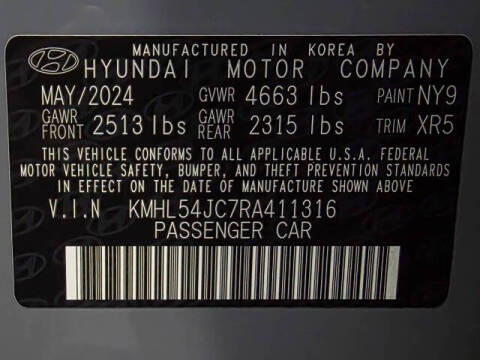 MANUFACTURED IN KOREA BY
HYUNDAI MOTOR COMPANY
MAY/2024 GVWR 4663 lbs PAINT NY9
GAWR FRONT 2513 lbs GAWR REAR 2315 lbs TRIM XR5
THIS VEHICLE CONFORMS TO ALL APPLICABLE U.S.A. FEDERAL
MOTOR VEHICLE SAFETY, BUMPER, AND THEFT PREVENTION STANDARDS
IN EFFECT ON THE DATE OF MANUFACTURE SHOWN ABOVE
V.I.N KMHL54JC7RA411316
PASSENGER CAR